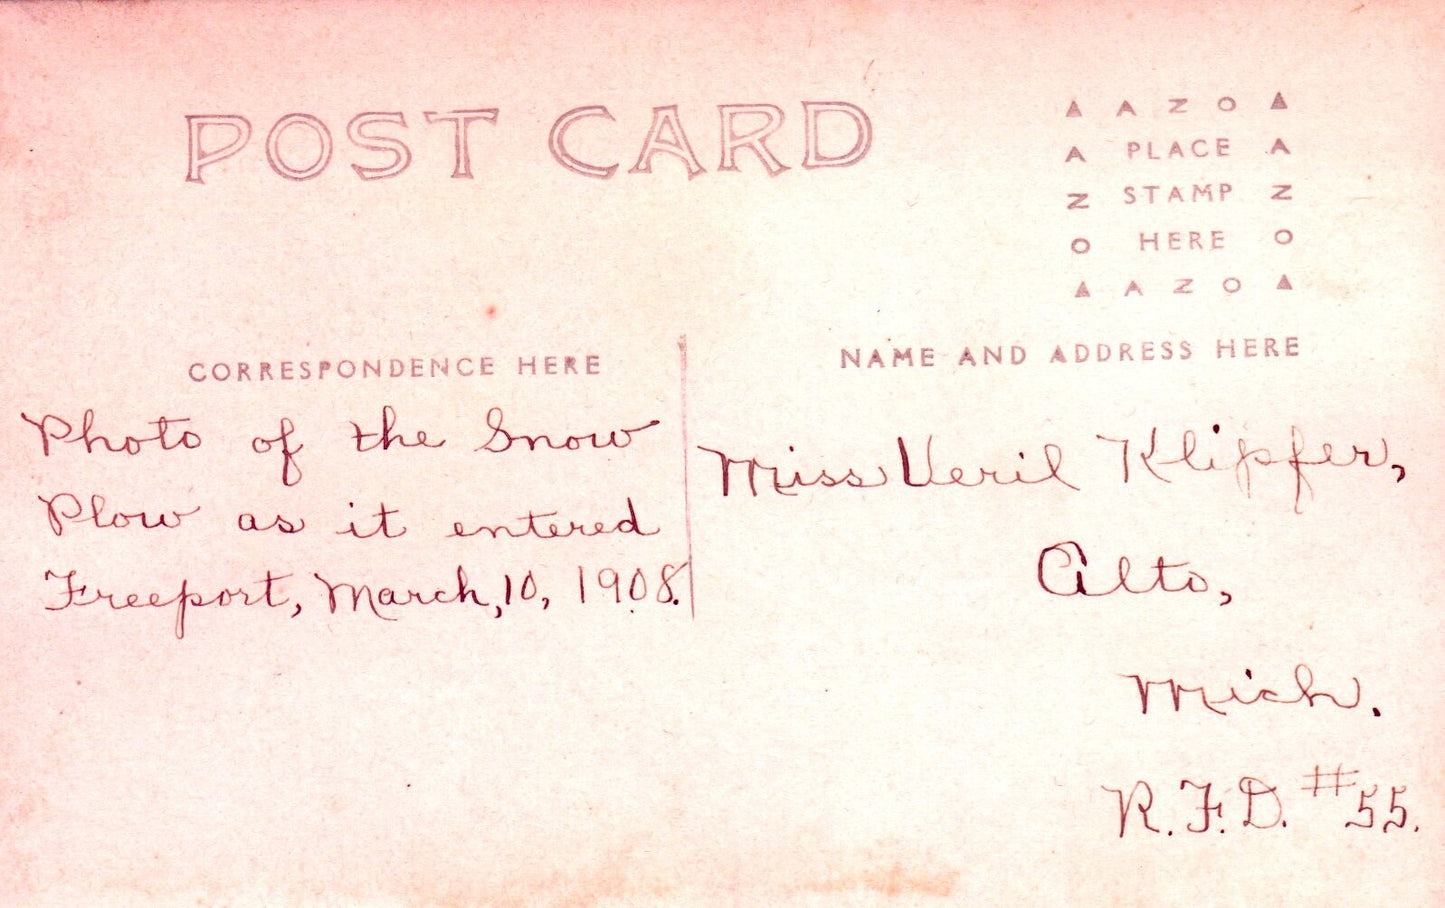 POST CARD
▲ A Z O ▲
A PLACE A
Z STAMP Z
O HERE O
▲ A Z O ▲
CORRESPONDENCE HERE
Photo of the Snow
Plow as it entered
Freeport, March, 10, 1908.
NAME AND ADDRESS HERE
Miss Veril Klipfer,
Alto,
Mich.
R.F.D. #55.